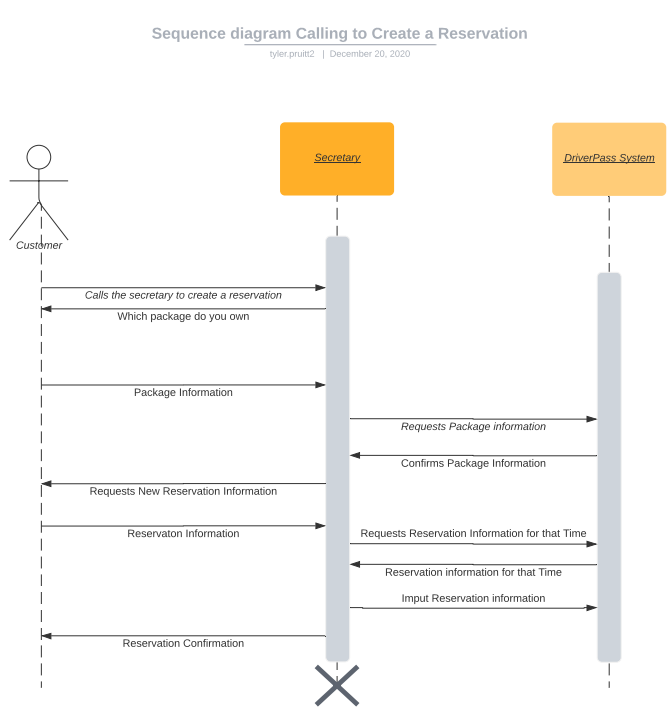 Sequence diagram Calling to Create a Reservation
tyler.pruitt2 | December 20, 2020
Secretary
DriverPass System
Customer
Calls the secretary to create a reservation
Which package do you own
Package Information
Requests Package information
Confirms Package Information
Requests New Reservation Information
Reservaton Information
Requests Reservation Information for that Time
Reservation information for that Time
Imput Reservation information
Reservation Confirmation